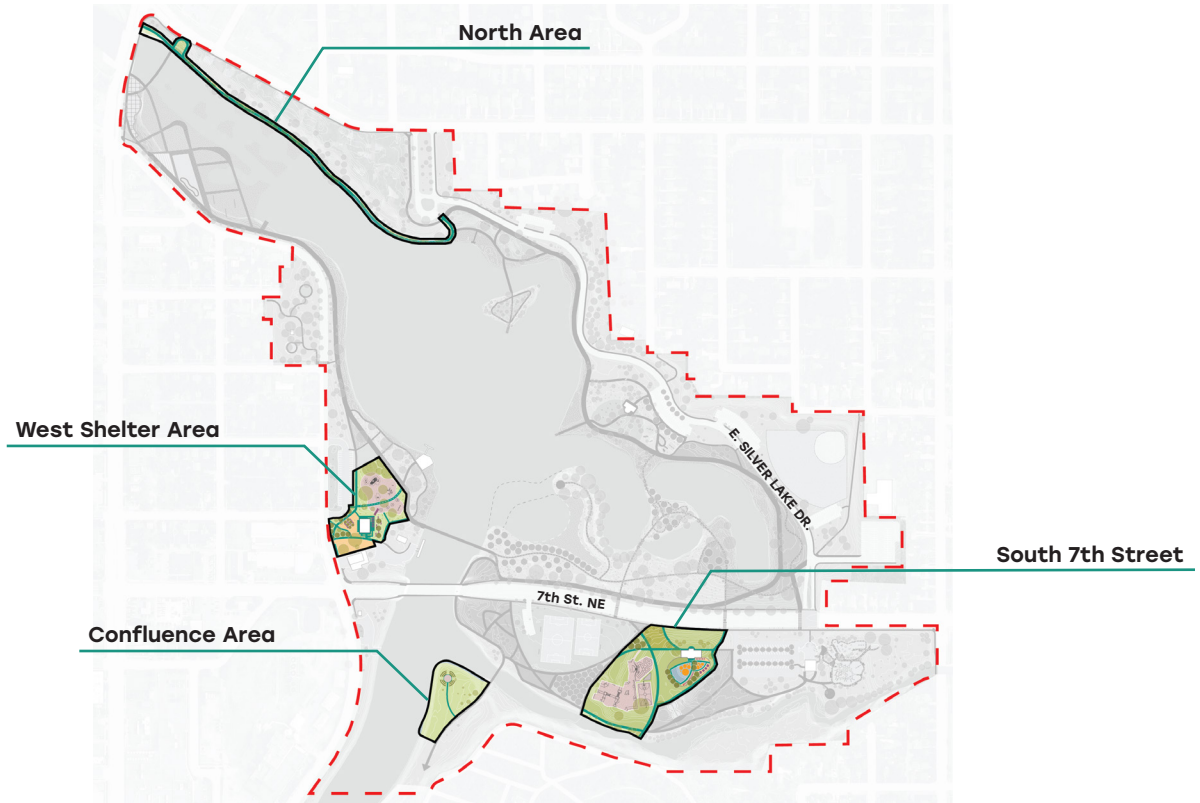 North Area
West Shelter Area
E. SILVER LAKE DR.
South 7th Street
7th St. NE
Confluence Area